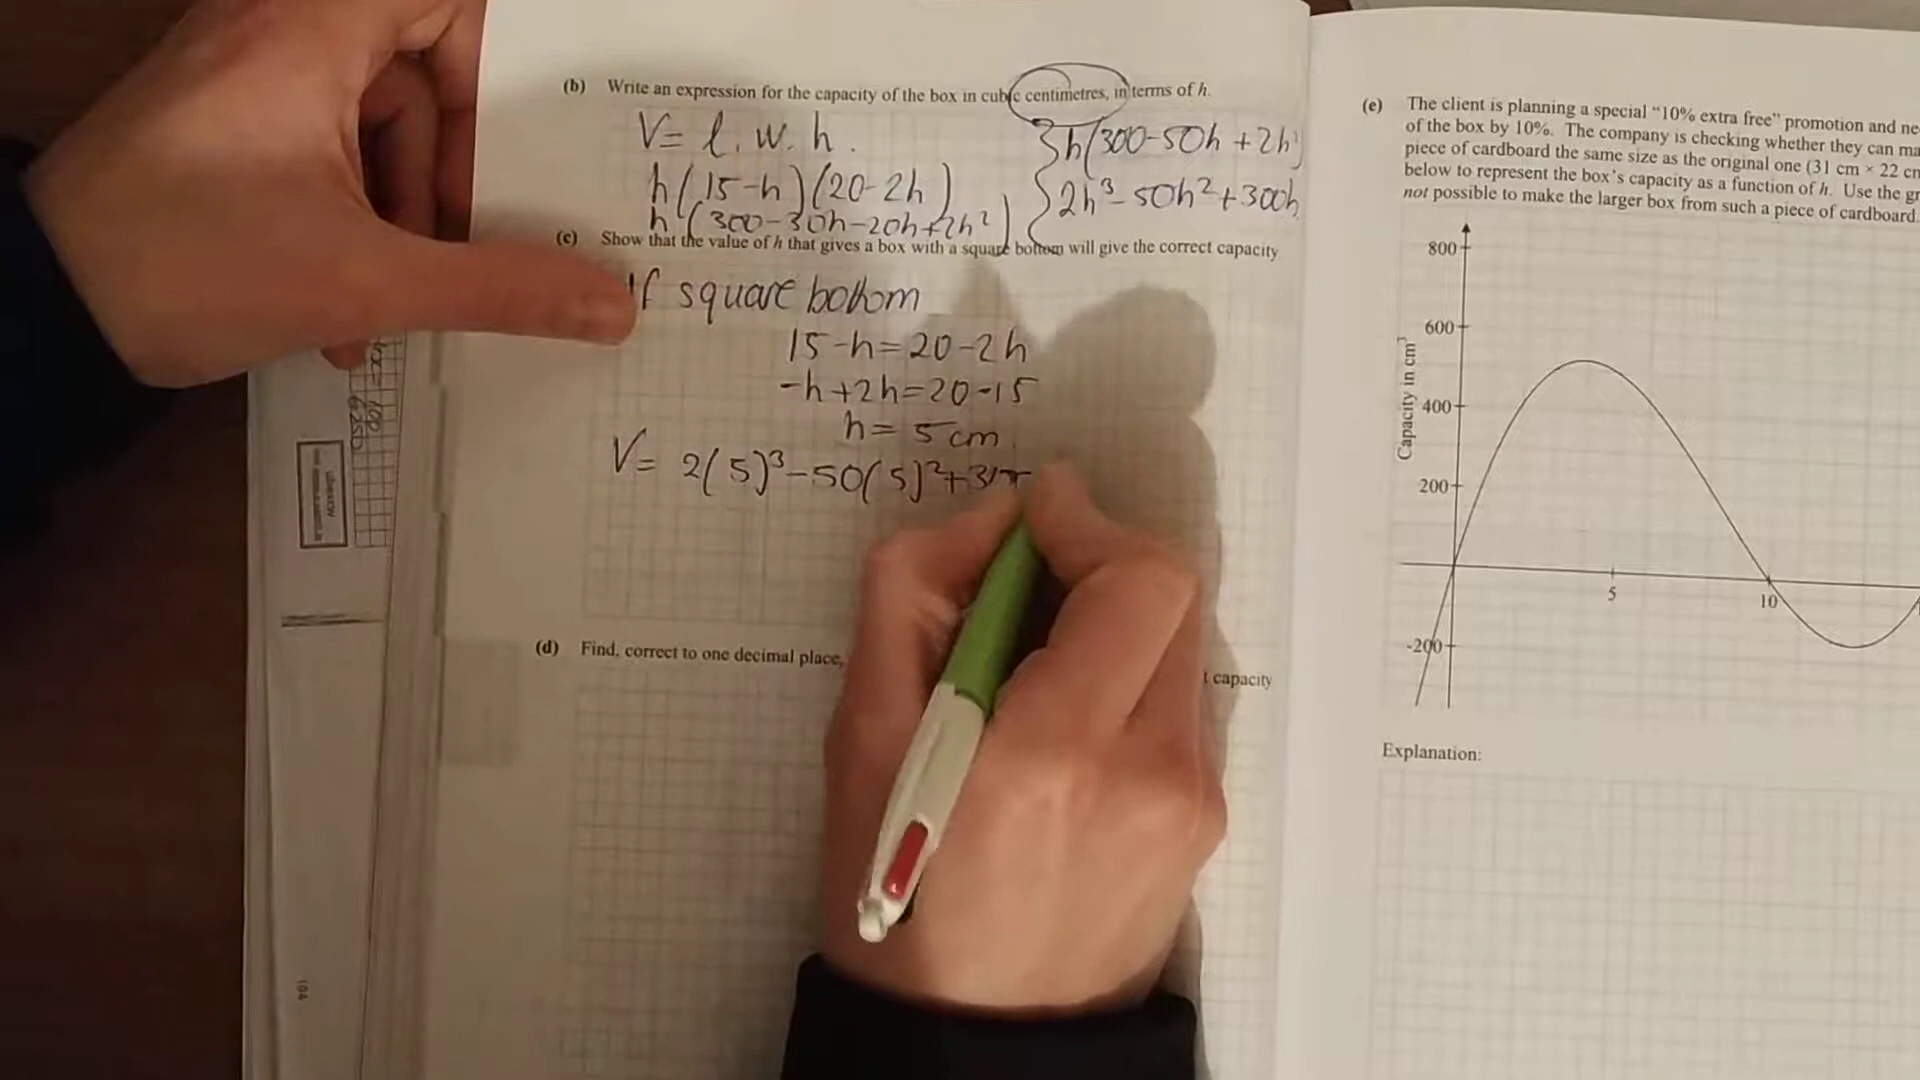 (b) Write an expression for the capacity of the box in cubic centimetres, in terms of h.
V= l. w. h.
h(15-h)(20-2h)
h(300-30h-20h+2h²)
h(300-50h+2h²)
2h³-50h²+300h
(c) Show that the value of h that gives a box with a square bottom will give the correct capacity
If square bottom
15-h=20-2h
-h+2h=20-15
h= 5cm.
V= 2(5)³-50(5)²+3
(d) Find, correct to one decimal place,
capacity
(e) The client is planning a special “10% extra free” promotion and
of the box by 10%. The company is checking whether they can
piece of cardboard the same size as the original one (31 cm × 22
below to represent the box’s capacity as a function of h. Use the
not possible to make the larger box from such a piece of cardboard.
800
600
400
200
-200
Capacity in cm³
5
10
Explanation:
104